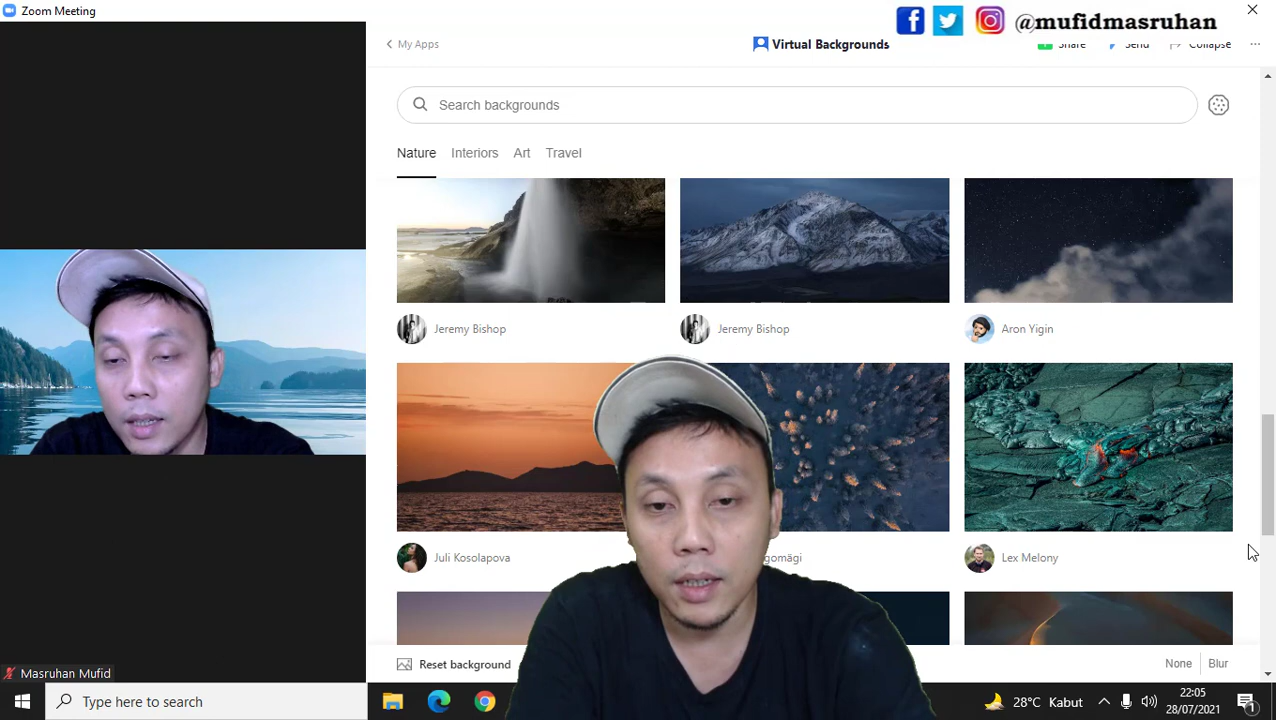 Zoom Meeting
@mufidmasruhan
My Apps
Virtual Backgrounds
Share
Send
Collapse
Search backgrounds
Nature
Interiors
Art
Travel
Jeremy Bishop
Jeremy Bishop
Aron Yigin
Juli Kosolapova
gomägi
Lex Melony
Reset background
None
Blur
Masruhan Mufid
Type here to search
28°C Kabut
22:05
28/07/2021
1